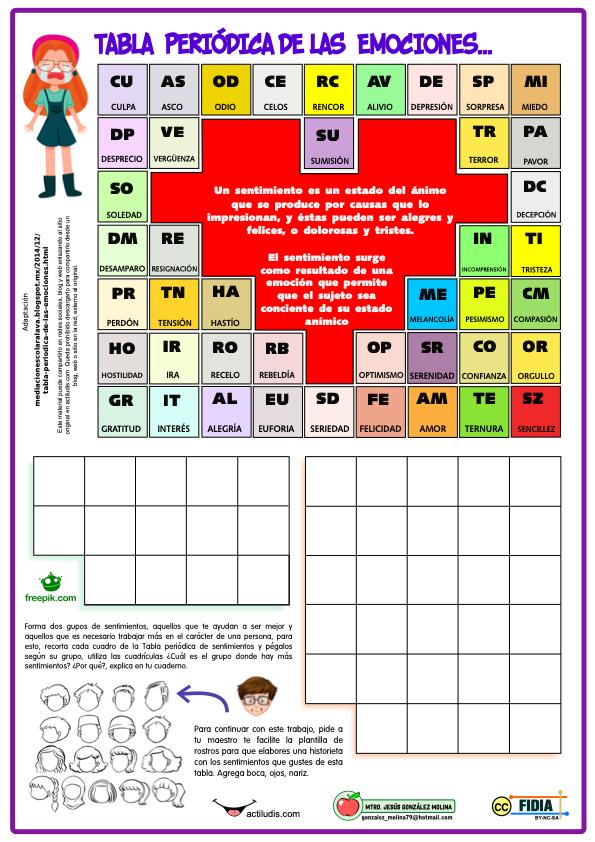 TABLA PERIÓDICA DE LAS EMOCIONES...
CU AS OD CE RC AV DE SP MI
CULPA ASCO ODIO CELOS RENCOR ALIVIO DEPRESIÓN SORPRESA MIEDO
DP VE SU TR PA
DESPRECIO VERGÜENZA SUMISIÓN TERROR PAVOR
SO DC
SOLEDAD DECEPCIÓN
Un sentimiento es un estado del ánimo
que se produce por causas que lo
impresionan, y éstas pueden ser alegres y
felices, o dolorosas y tristes.
El sentimiento surge
como resultado de una
emoción que permite
que el sujeto sea
conciente de su estado
anímico
DM RE IN TI
DESAMPARO RESIGNACIÓN INCOMPRENSIÓN TRISTEZA
PR TN HA ME PE CM
PERDÓN TENSIÓN HASTÍO MELANCOLÍA PESIMISMO COMPASIÓN
HO IR RO RB OP SR CO OR
HOSTILIDAD IRA RECELO REBELDÍA OPTIMISMO SERENIDAD CONFIANZA ORGULLO
GR IT AL EU SD FE AM TE SZ
GRATITUD INTERÉS ALEGRÍA EUFORIA SERIEDAD FELICIDAD AMOR TERNURA SENCILLEZ
Adaptación
mediacionescolaralava.blogspot.mx/2014/12/
tabla-periodica-de-las-emociones.html
Este material puede compartirlo en redes sociales, blog y web enlazando al sitio
original en actiludis.com Queda prohibido descargarlo para compartirlo desde un
blog, web o sitio en la red, externo al original.
freepik.com
Forma dos gupos de sentimientos, aquellos que te ayudan a ser mejor y
aquellos que es necesario trabajar más en el carácter de una persona, para
esto, recorta cada cuadro de la Tabla periódica de sentimientos y pégalos
según su grupo, utiliza las cuadrículas ¿Cuál es el grupo donde hay más
sentimientos? ¿Por qué?, explica en tu cuaderno.
Para continuar con este trabajo, pide a
tu maestro te facilite la plantilla de
rostros para que elabores una historieta
con los sentimientos que gustes de esta
tabla. Agrega boca, ojos, nariz.
actiludis.com
MTRO. JESÚS GONZÁLEZ MOLINA
gonzalez_molina79@hotmail.com
CC FIDIA
BY-NC-SA